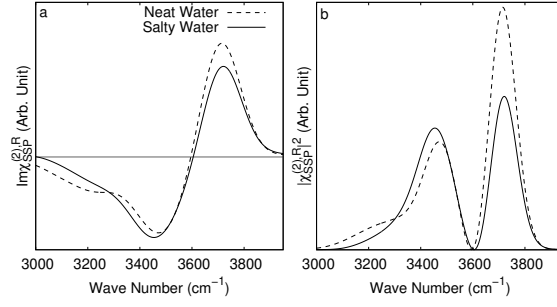 a
Neat Water
Salty Water
Imχ(2),R SSP (Arb. Unit)
3000 3200 3400 3600 3800
Wave Number (cm-1)
b
|χ(2),R SSP|2 (Arb. Unit)
3000 3200 3400 3600 3800
Wave Number (cm-1)